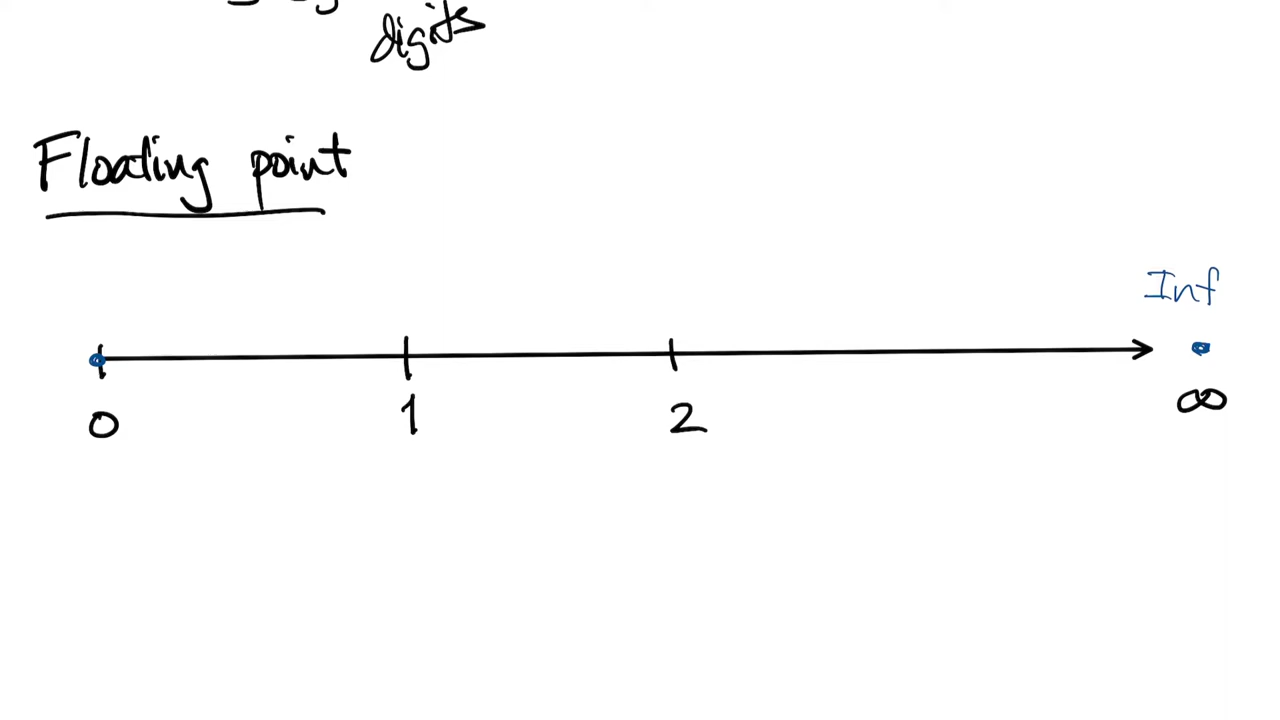 digits
Floating point
Inf
0 1 2 ∞